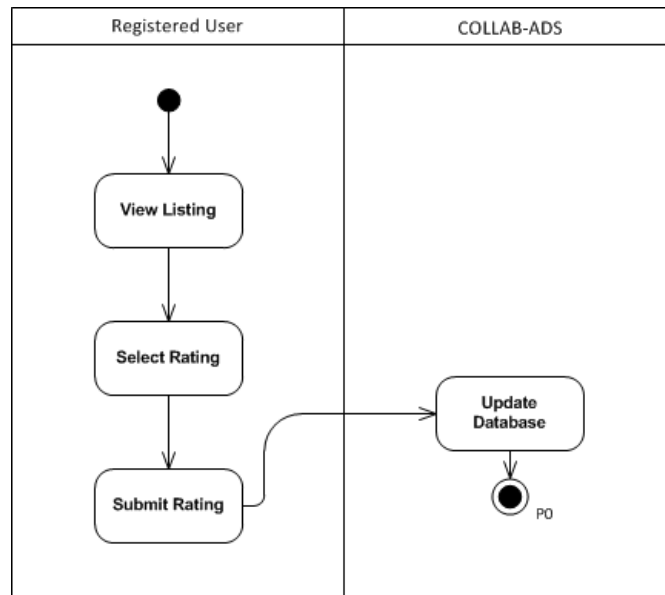 Registered User
COLLAB-ADS
View Listing
Select Rating
Submit Rating
Update
Database
PO